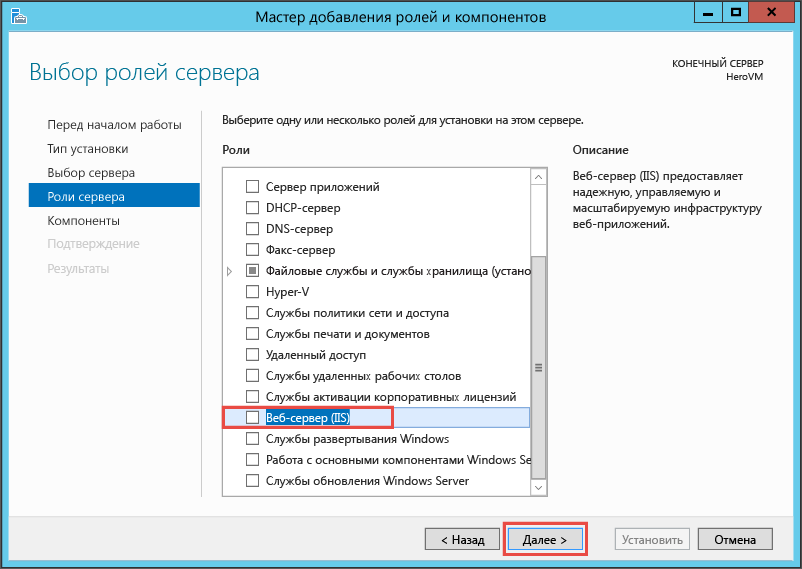 Мастер добавления ролей и компонентов
Выбор ролей сервера
КОНЕЧНЫЙ СЕРВЕР
HeroVM
Перед началом работы
Тип установки
Выбор сервера
Роли сервера
Компоненты
Подтверждение
Результаты
Выберите одну или несколько ролей для установки на этом сервере.
Роли
Сервер приложений
DHCP-сервер
DNS-сервер
Факс-сервер
Файловые службы и службы хранилища (устано
Hyper-V
Службы политики сети и доступа
Службы печати и документов
Удаленный доступ
Службы удаленных рабочих столов
Службы активации корпоративных лицензий
Веб-сервер (IIS)
Службы развертывания Windows
Работа с основными компонентами Windows Se
Службы обновления Windows Server
Описание
Веб-сервер (IIS) предоставляет
надежную, управляемую и
масштабируемую инфраструктуру
веб-приложений.
< Назад
Далее >
Установить
Отмена